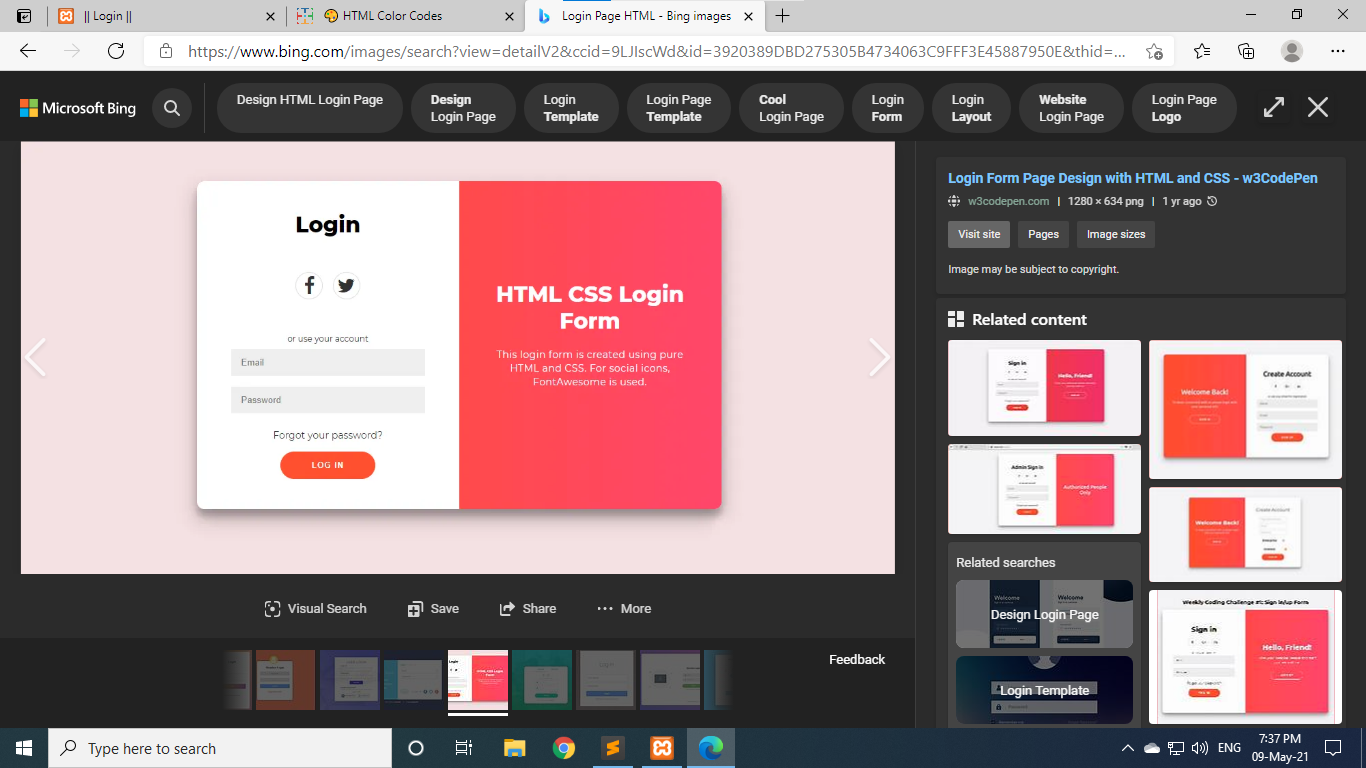 || Login ||
HTML Color Codes
Login Page HTML - Bing images
https://www.bing.com/images/search?view=detailV2&ccid=9LJIscWd&id=3920389DBD275305B4734063C9FFF3E45887950E&thid=...
Microsoft Bing
Design HTML Login Page
Design
Login Page
Login
Template
Login Page
Template
Cool
Login Page
Login
Form
Login
Layout
Website
Login Page
Login Page
Logo
Login
or use your account
Email
Password
Forgot your password?
LOG IN
HTML CSS Login
Form
This login form is created using pure
HTML and CSS. For social icons,
FontAwesome is used.
Visual Search
Save
Share
More
Feedback
Login Form Page Design with HTML and CSS - w3CodePen
w3codepen.com | 1280 × 634 png | 1 yr ago
Visit site
Pages
Image sizes
Image may be subject to copyright.
Related content
Sign in
Hello, Friend!
Welcome Back!
Create Account
Admin Sign in
Authorized People
Only
Welcome Back!
Create Account
Weekly Coding Challenge #1: Sign in/up Form
Sign in
Hello, Friend!
Related searches
Design Login Page
Login Template
Type here to search
ENG
7:37 PM
09-May-21